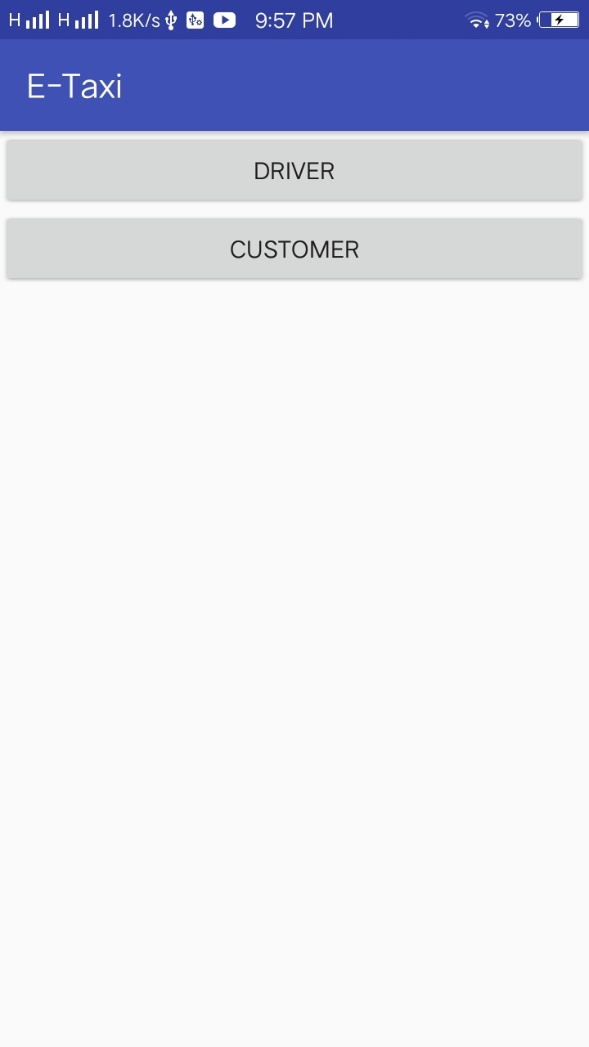 H H 1.8K/s 9:57 PM 73%
E-Taxi
DRIVER
CUSTOMER